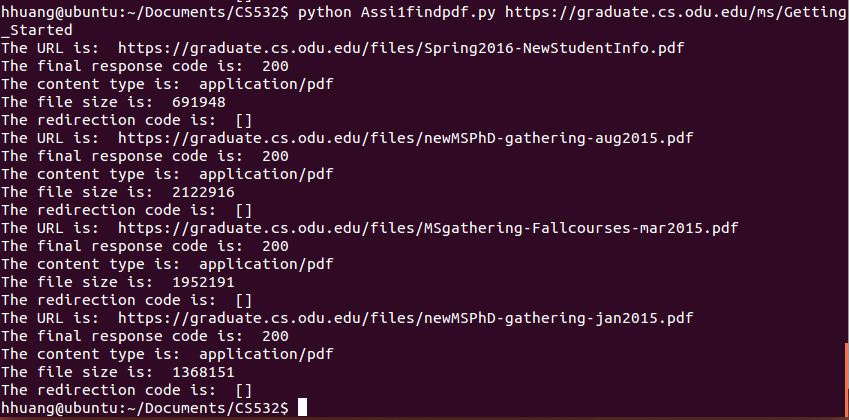 hhuang@ubuntu:~/Documents/CS532$ python Assi1findpdf.py https://graduate.cs.odu.edu/ms/Getting
_Started
The URL is:  https://graduate.cs.odu.edu/files/Spring2016-NewStudentInfo.pdf
The final response code is:  200
The content type is:  application/pdf
The file size is:  691948
The redirection code is:  []
The URL is:  https://graduate.cs.odu.edu/files/newMSPhD-gathering-aug2015.pdf
The final response code is:  200
The content type is:  application/pdf
The file size is:  2122916
The redirection code is:  []
The URL is:  https://graduate.cs.odu.edu/files/MSgathering-Fallcourses-mar2015.pdf
The final response code is:  200
The content type is:  application/pdf
The file size is:  1952191
The redirection code is:  []
The URL is:  https://graduate.cs.odu.edu/files/newMSPhD-gathering-jan2015.pdf
The final response code is:  200
The content type is:  application/pdf
The file size is:  1368151
The redirection code is:  []
hhuang@ubuntu:~/Documents/CS532$